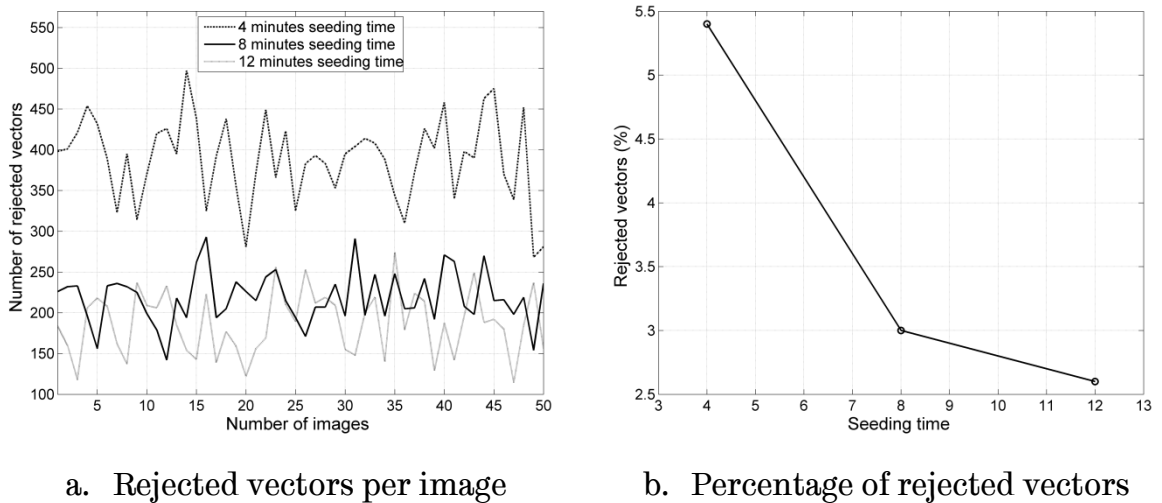 550
500
450
400
350
300
250
200
150
100
Number of rejected vectors
4 minutes seeding time
8 minutes seeding time
12 minutes seeding time
5 10 15 20 25 30 35 40 45 50
Number of images
a. Rejected vectors per image
5.5
5
4.5
4
3.5
3
2.5
Rejected vectors (%)
3 4 5 6 7 8 9 10 11 12 13
Seeding time
b. Percentage of rejected vectors